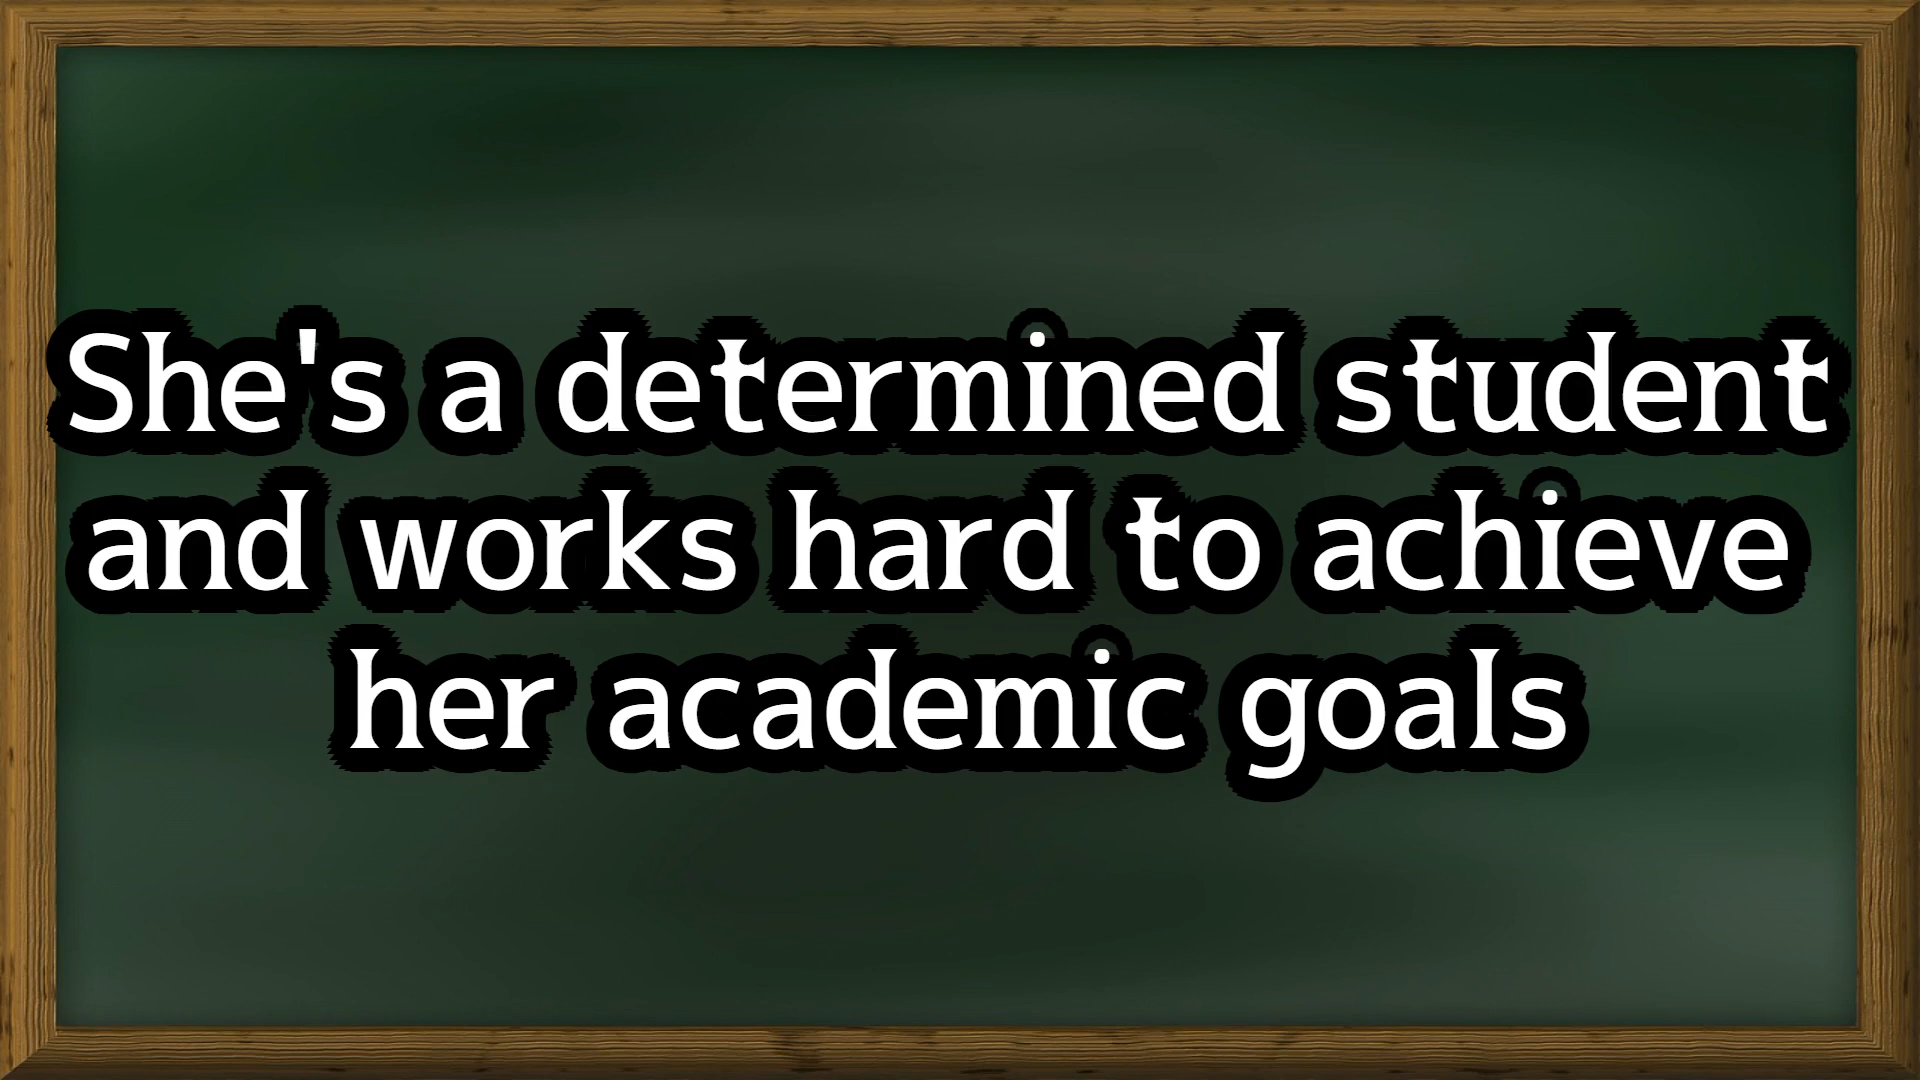 She's a determined student
and works hard to achieve
her academic goals